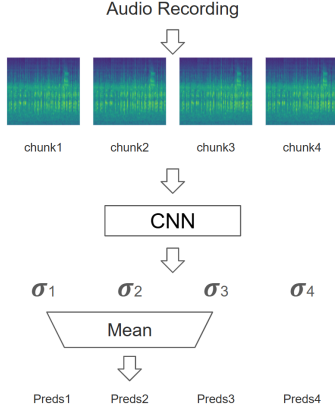 Audio Recording
chunk1 chunk2 chunk3 chunk4
CNN
σ1 σ2 σ3 σ4
Mean
Preds1 Preds2 Preds3 Preds4